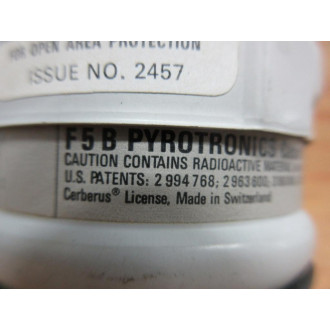 FOR OPEN AREA PROTECTION
ISSUE NO. 2457
F5B PYROTRONICS
CAUTION CONTAINS RADIOACTIVE MATERIAL
U.S. PATENTS: 2 994 768; 2 963 600;
Cerberus® License, Made in Switzerland